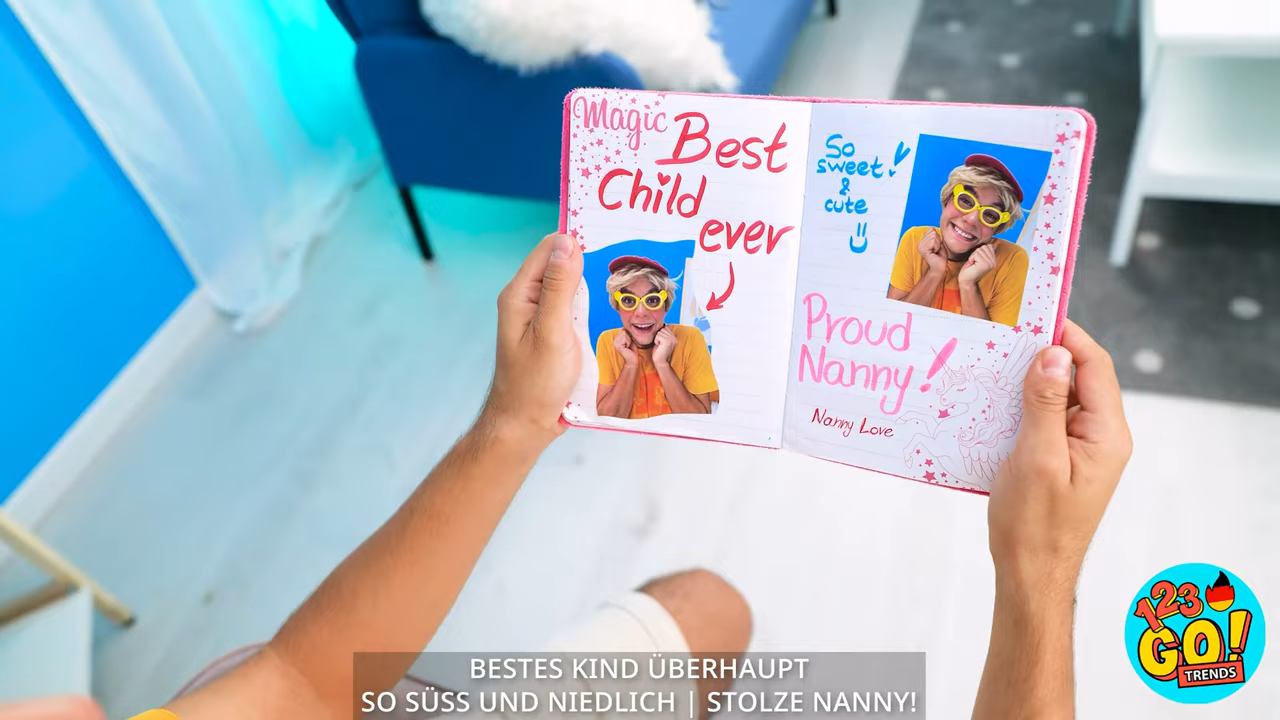 Magic
Best
Child
ever
So
sweet!
&
cute
Proud
Nanny!
Nanny Love
123
GO!
TRENDS
BESTES KIND ÜBERHAUPT
SO SÜSS UND NIEDLICH | STOLZE NANNY!